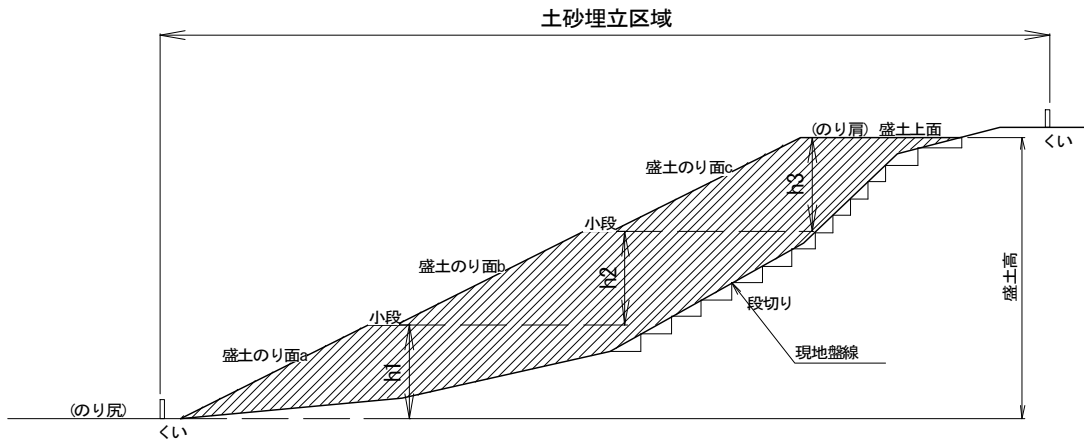 土砂埋立区域
(のり肩) 盛土上面
くい
盛土のり面c
h3
小段
盛土のり面b
h2
盛土高
段切り
小段
盛土のり面a
h1
現地盤線
(のり尻)
くい